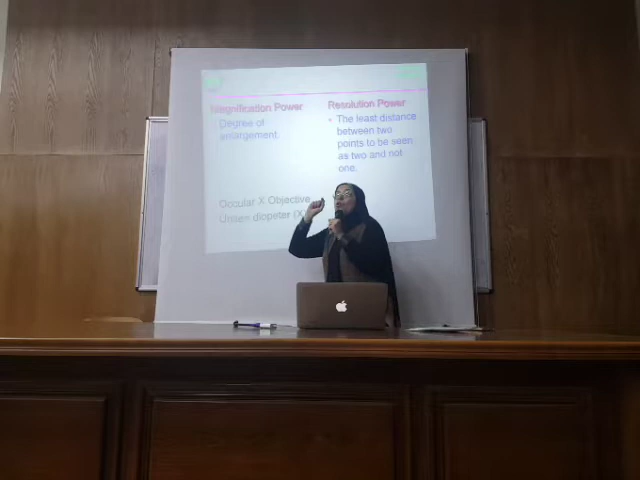 Magnification Power
Degree of
enlargement
Resolution Power
• The least distance
between two
points to be seen
as two and not
one.
Occular X Objective
diopeter (X)